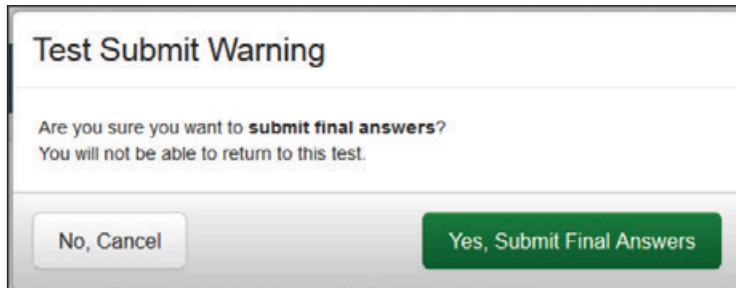 Test Submit Warning
Are you sure you want to submit final answers?
You will not be able to return to this test.
No, Cancel
Yes, Submit Final Answers